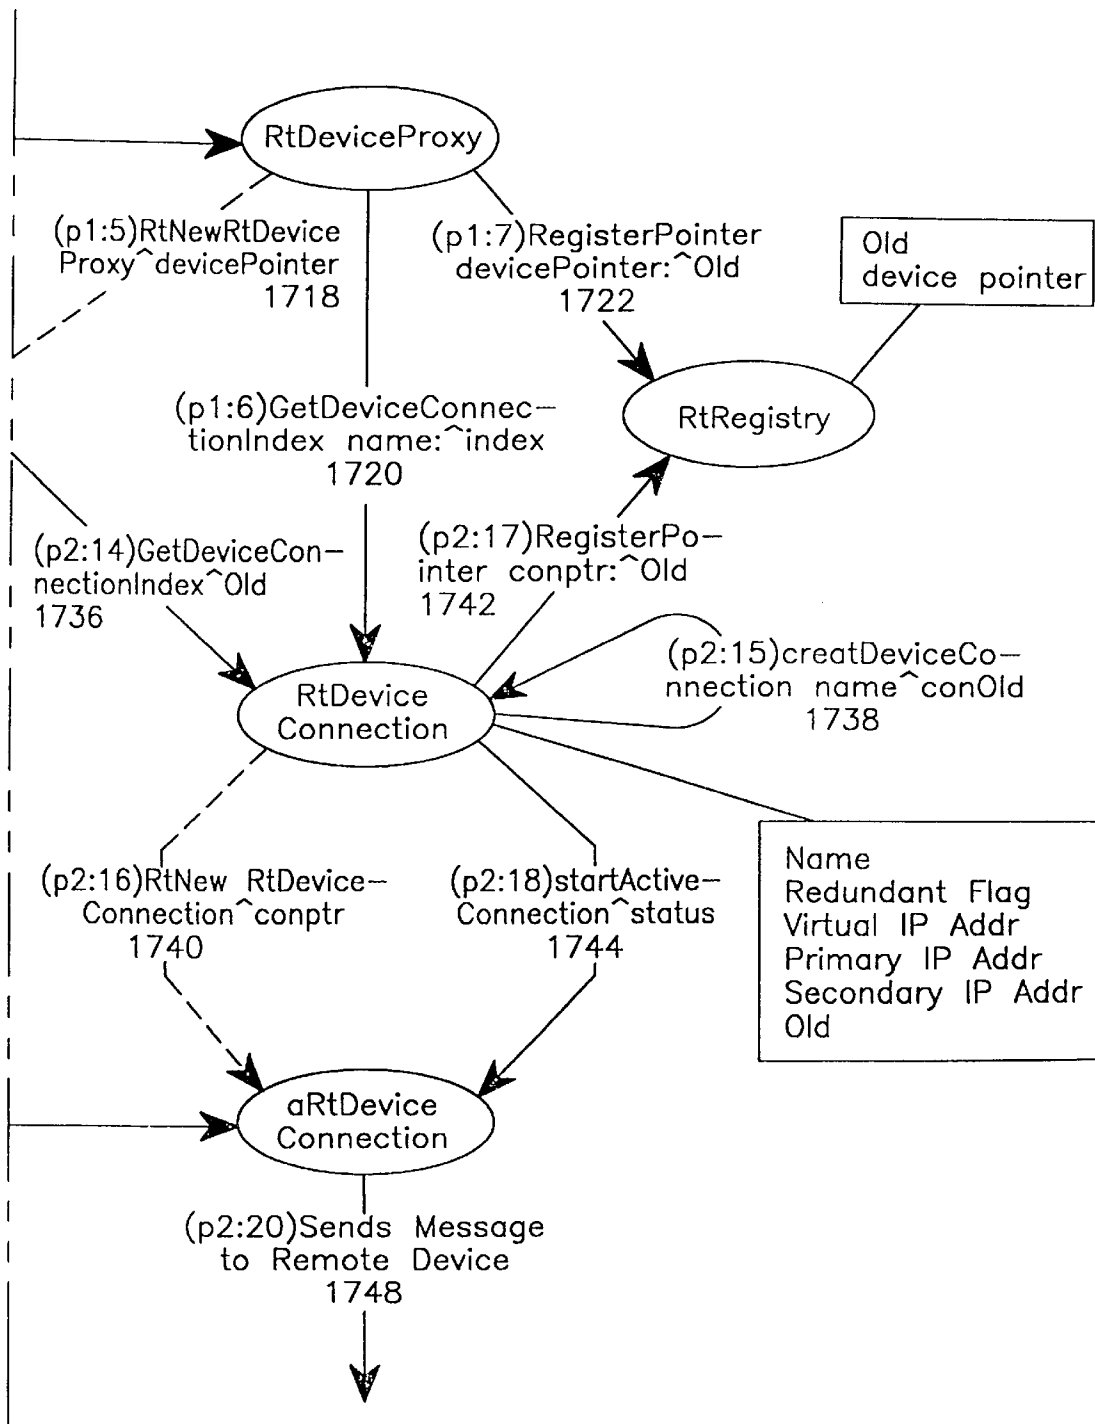 RtDeviceProxy
(p1:5)RtNewRtDevice
Proxy^devicePointer
1718
(p1:7)RegisterPointer
devicePointer:^Old
1722
Old
device pointer
(p1:6)GetDeviceConnec-
tionIndex name:^index
1720
RtRegistry
(p2:14)GetDeviceCon-
nectionIndex^Old
1736
(p2:17)RegisterPo-
inter conptr:^Old
1742
(p2:15)creatDeviceCo-
nnection name^conOld
1738
RtDevice
Connection
(p2:16)RtNew RtDevice-
Connection^conptr
1740
(p2:18)startActive-
Connection^status
1744
Name
Redundant Flag
Virtual IP Addr
Primary IP Addr
Secondary IP Addr
Old
aRtDevice
Connection
(p2:20)Sends Message
to Remote Device
1748